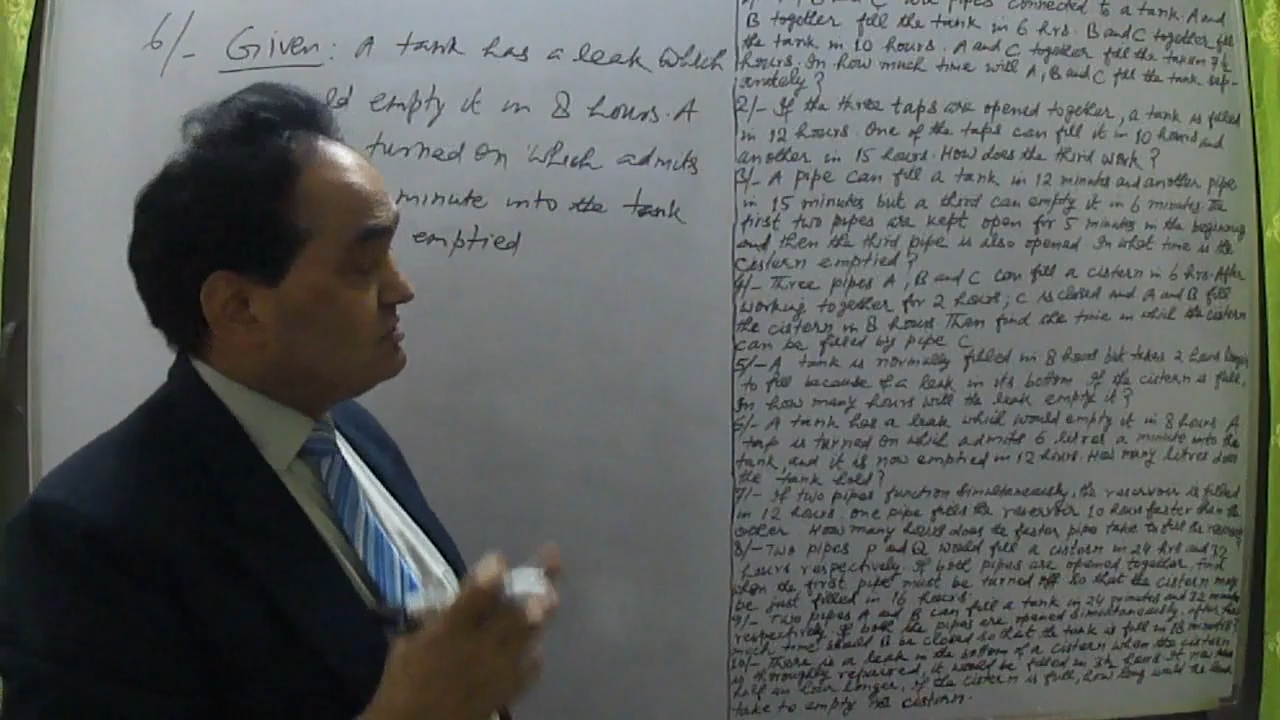 6/- Given: A tank has a leak which
ld empty it in 8 hours. A
turned on which admits
minute into the tank
emptied
B and C are pipes connected to a tank. A and
B together fill the tank in 6 hrs. B and C together fill
the tank in 10 hours. A and C together fill the tank in 7½
hours. In how much time will A, B and C fill the tank sep-
arately?
2/- If the three taps are opened together, a tank is filled
in 12 hours. One of the taps can fill it in 10 hours and
another in 15 hours. How does the third work?
3/- A pipe can fill a tank in 12 minutes and another pipe
in 15 minutes but a third can empty it in 6 minutes. The
first two pipes are kept open for 5 minutes in the beginning
and then the third pipe is also opened. In what time is the
cistern emptied?
4/- Three pipes A, B and C can fill a cistern in 6 hrs. After
working together for 2 hours, C is closed and A and B fill
the cistern in 8 hours. Then find the time in which the cistern
can be filled by pipe C
5/- A tank is normally filled in 8 hours but takes 2 hours longer
to fill because of a leak in its bottom. If the cistern is full,
in how many hours will the leak empty it?
6/- A tank has a leak which would empty it in 8 hours. A
tap is turned on which admits 6 litres a minute into the
tank, and it is now emptied in 12 hours. How many litres does
the tank hold?
7/- If two pipes function simultaneously, the reservoir is filled
in 12 hours. One pipe fills the reservoir 10 hours faster than the
other. How many hours does the faster pipe take to fill the
8/- Two pipes P and Q would fill a cistern in 24 hrs and 32
hours respectively. If both pipes are opened together, find
when the first pipe must be turned off so that the cistern may
be just filled in 16 hours.
9/- Two pipes A and B can fill a tank in 24 minutes and 32 minutes
respectively. If both the pipes are opened simultaneously, after how
much time should B be closed so that the tank is full in 18 minutes?
10/- There is a leak in the bottom of a cistern. When the cistern
is thoroughly repaired, it would be filled in 3½ hours. It now takes
half an hour longer. If the cistern is full, how long would the leak
take to empty the cistern.